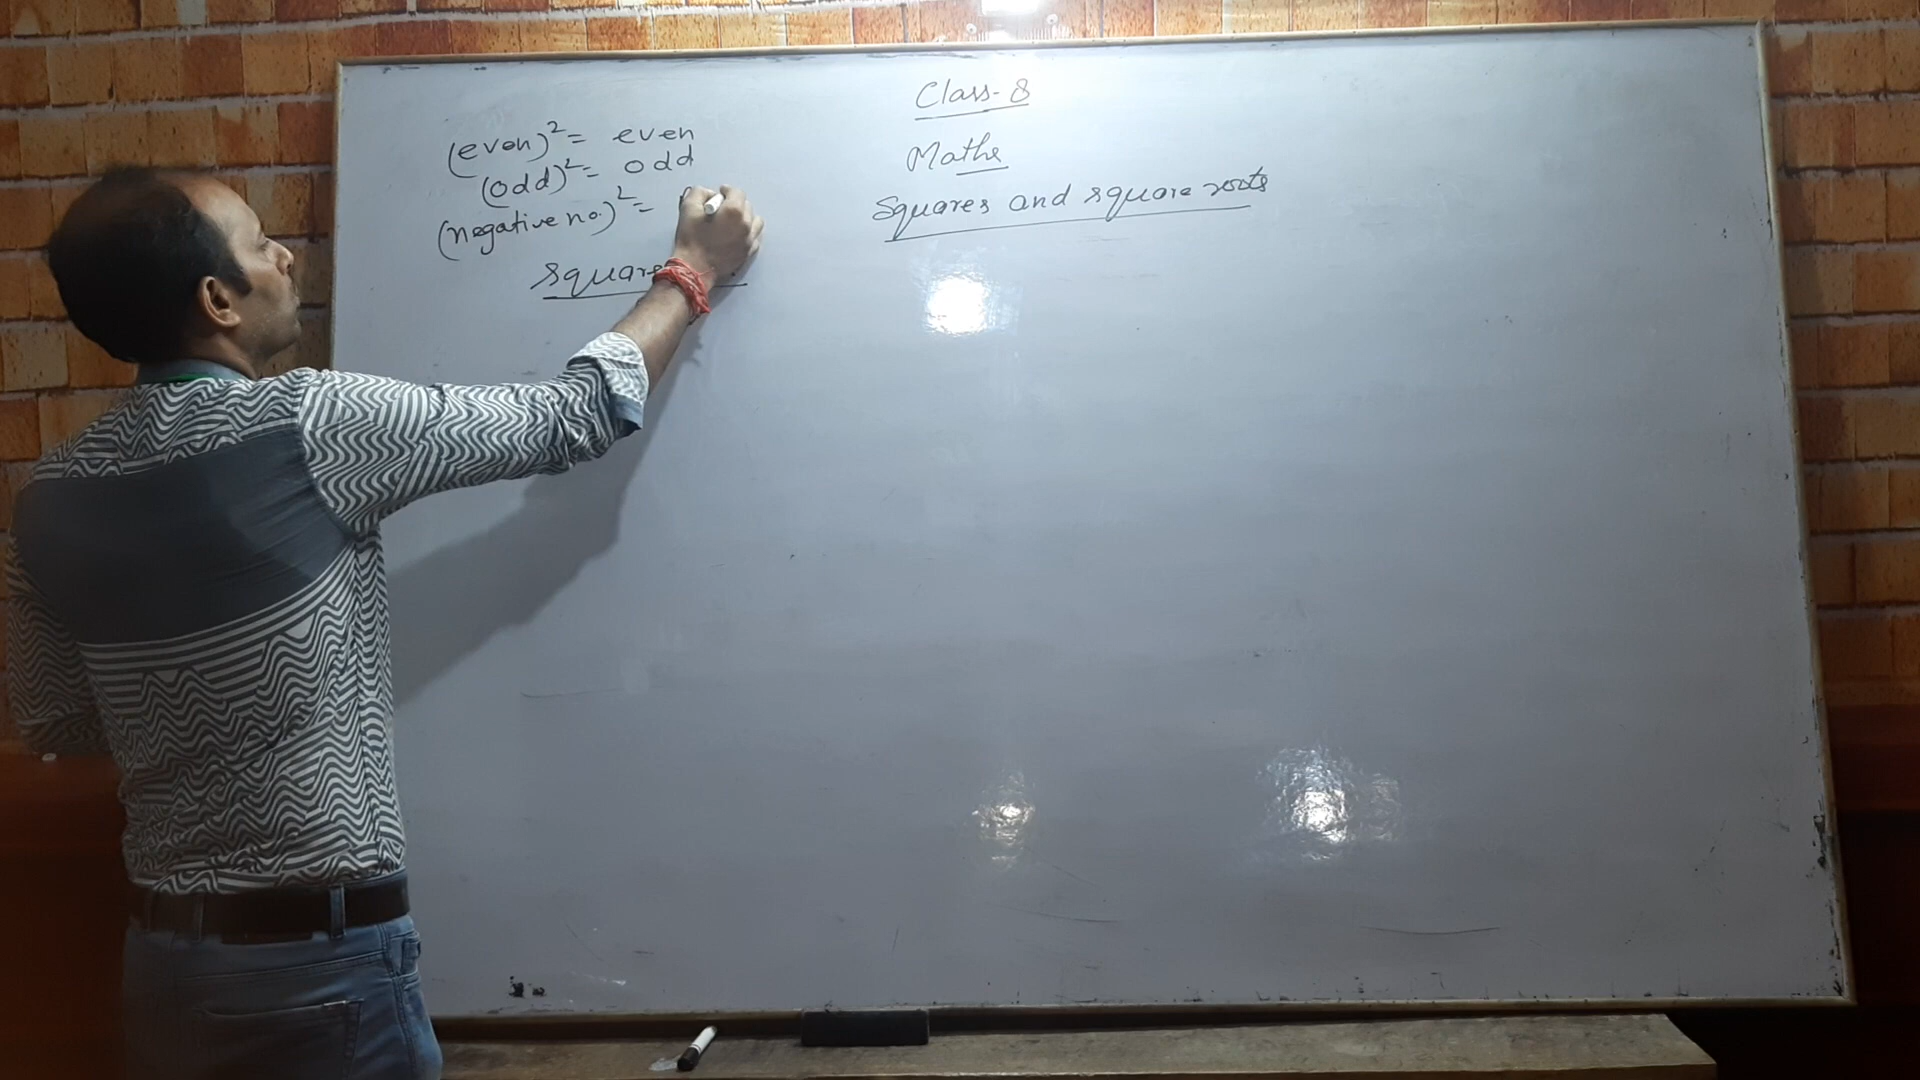 Class-8
Maths
Squares and square roots
(even)² = even
(odd)² = odd
(negative no.)² =
square